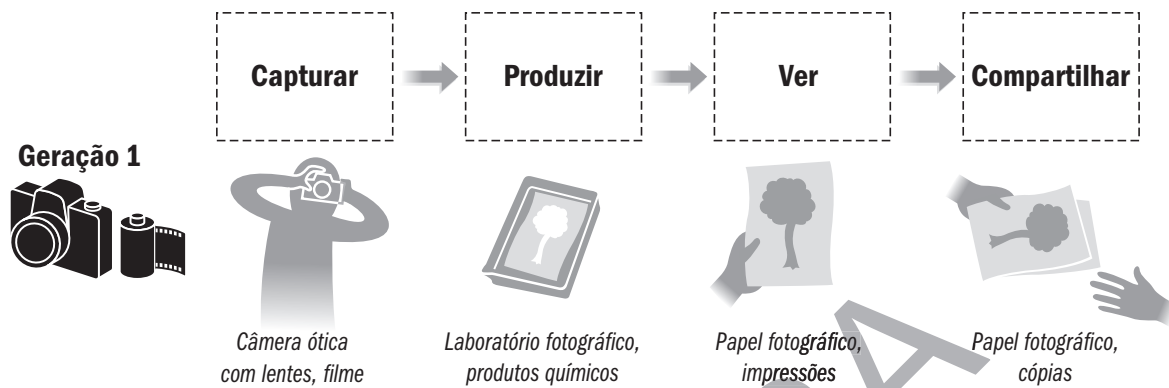 Capturar
Produzir
Ver
Compartilhar
Geração 1
Câmera ótica
com lentes, filme
Laboratório fotográfico,
produtos químicos
Papel fotográfico,
impressões
Papel fotográfico,
cópias